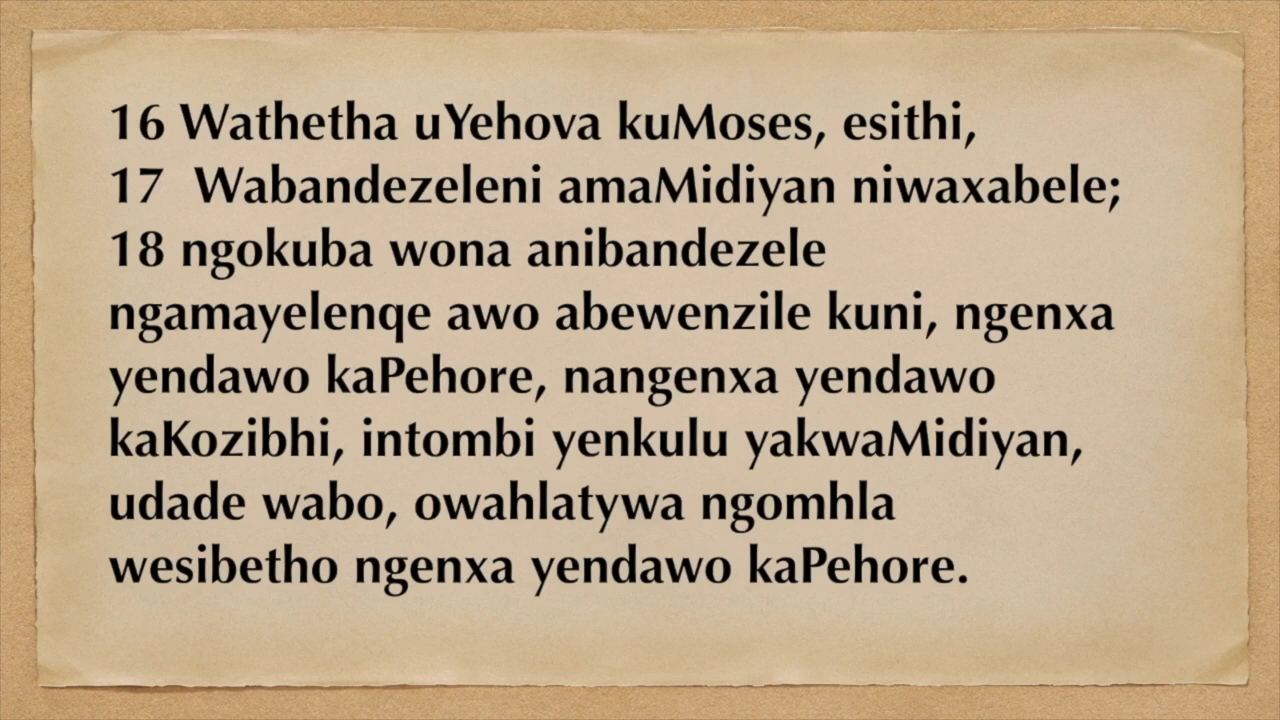 16 Wathetha uYehova kuMoses, esithi,
17 Wabandezeleni amaMidiyan niwaxabele;
18 ngokuba wona anibandezele
ngamayelenqe awo abewenzile kuni, ngenxa
yendawo kaPehore, nangenxa yendawo
kaKozibhi, intombi yenkulu yakwaMidiyan,
udade wabo, owahlatywa ngomhla
wesibetho ngenxa yendawo kaPehore.